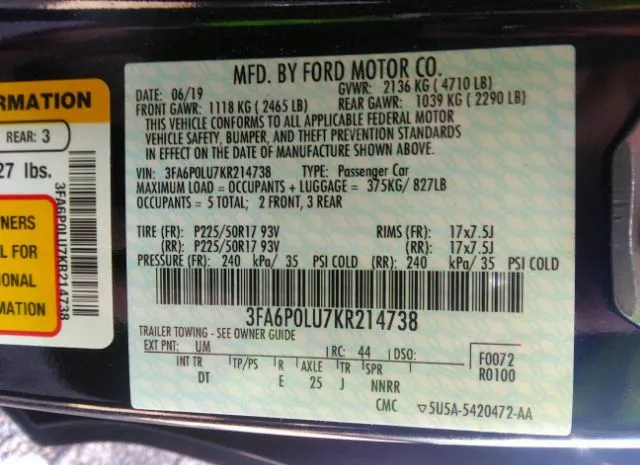 MFD. BY FORD MOTOR CO.
DATE: 06/19 GVWR: 2136 KG ( 4710 LB)
FRONT GAWR: 1118 KG ( 2465 LB) REAR GAWR: 1039 KG ( 2290 LB)
THIS VEHICLE CONFORMS TO ALL APPLICABLE FEDERAL MOTOR
VEHICLE SAFETY, BUMPER, AND THEFT PREVENTION STANDARDS
IN EFFECT ON THE DATE OF MANUFACTURE SHOWN ABOVE.
VIN: 3FA6P0LU7KR214738 TYPE: Passenger Car
MAXIMUM LOAD = OCCUPANTS + LUGGAGE = 375KG/ 827LB
OCCUPANTS = 5 TOTAL; 2 FRONT, 3 REAR
TIRE (FR): P225/50R17 93V RIMS (FR): 17x7.5J
(RR): P225/50R17 93V (RR): 17x7.5J
PRESSURE (FR): 240 kPa/ 35 PSI COLD (RR): 240 kPa/ 35 PSI COLD
3FA6P0LU7KR214738
TRAILER TOWING - SEE OWNER GUIDE
EXT PNT: UM RC: 44 DSO: F0072
R0100
INT TR TP/PS R AXLE TR SPR
DT E 25 J NNRR
CMC 5U5A-5420472-AA
RMATION
REAR: 3
27 lbs.
NERS
L FOR
IONAL
ION
3FA6P0LU7KR214738